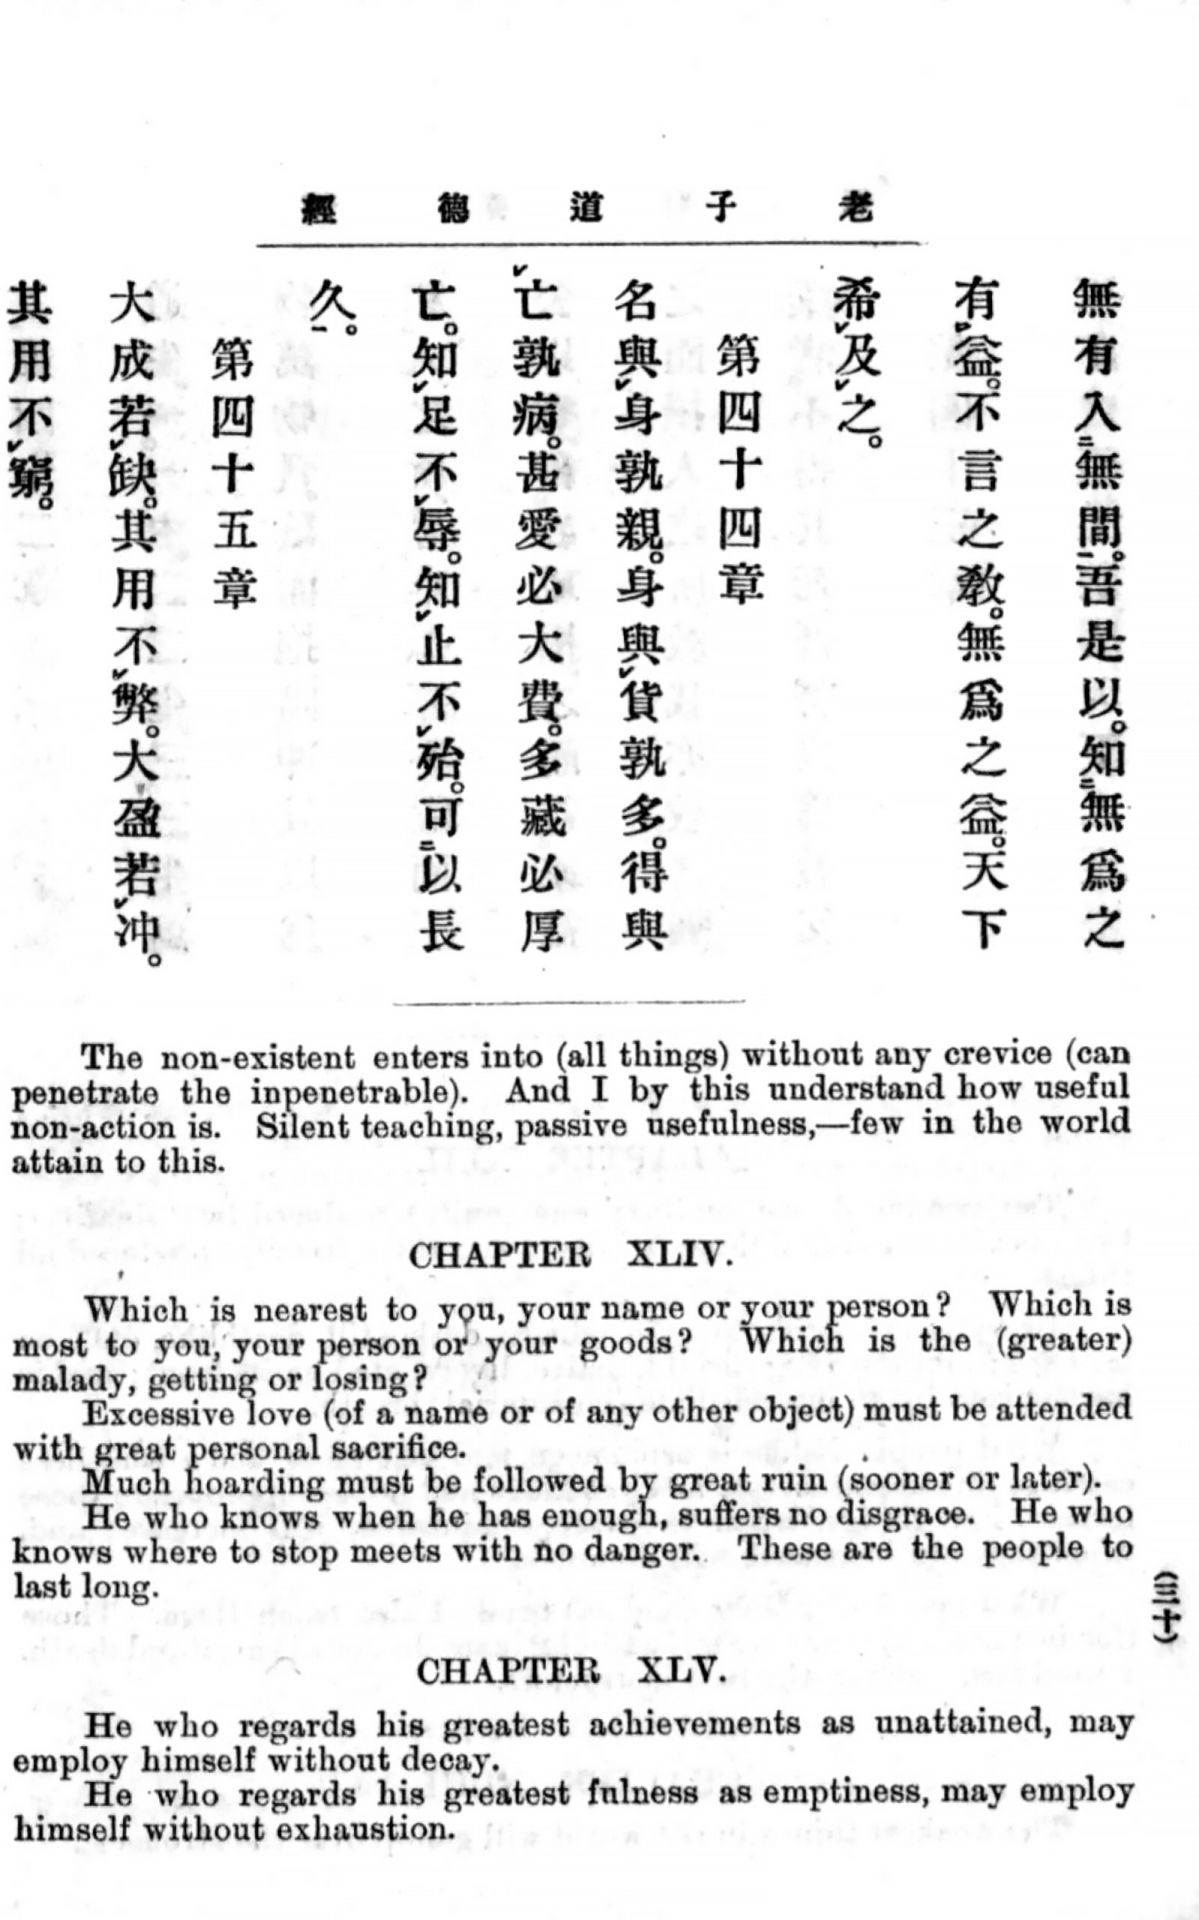 老子道德經
無有入無間。吾是以。知無爲之
有益。不言之教。無爲之益。天下
希及之。
第四十四章
名與身孰親。身與貨孰多。得與
亡孰病。甚愛必大費。多藏必厚
亡。知足不辱。知止不殆。可以長
久。
第四十五章
大成若缺。其用不弊。大盈若冲。
其用不窮。
The non-existent enters into (all things) without any crevice (can
penetrate the inpenetrable). And I by this understand how useful
non-action is. Silent teaching, passive usefulness,—few in the world
attain to this.
CHAPTER XLIV.
Which is nearest to you, your name or your person? Which is
most to you, your person or your goods? Which is the (greater)
malady, getting or losing?
Excessive love (of a name or of any other object) must be attended
with great personal sacrifice.
Much hoarding must be followed by great ruin (sooner or later).
He who knows when he has enough, suffers no disgrace. He who
knows where to stop meets with no danger. These are the people to
last long.
(三十)
CHAPTER XLV.
He who regards his greatest achievements as unattained, may
employ himself without decay.
He who regards his greatest fulness as emptiness, may employ
himself without exhaustion.